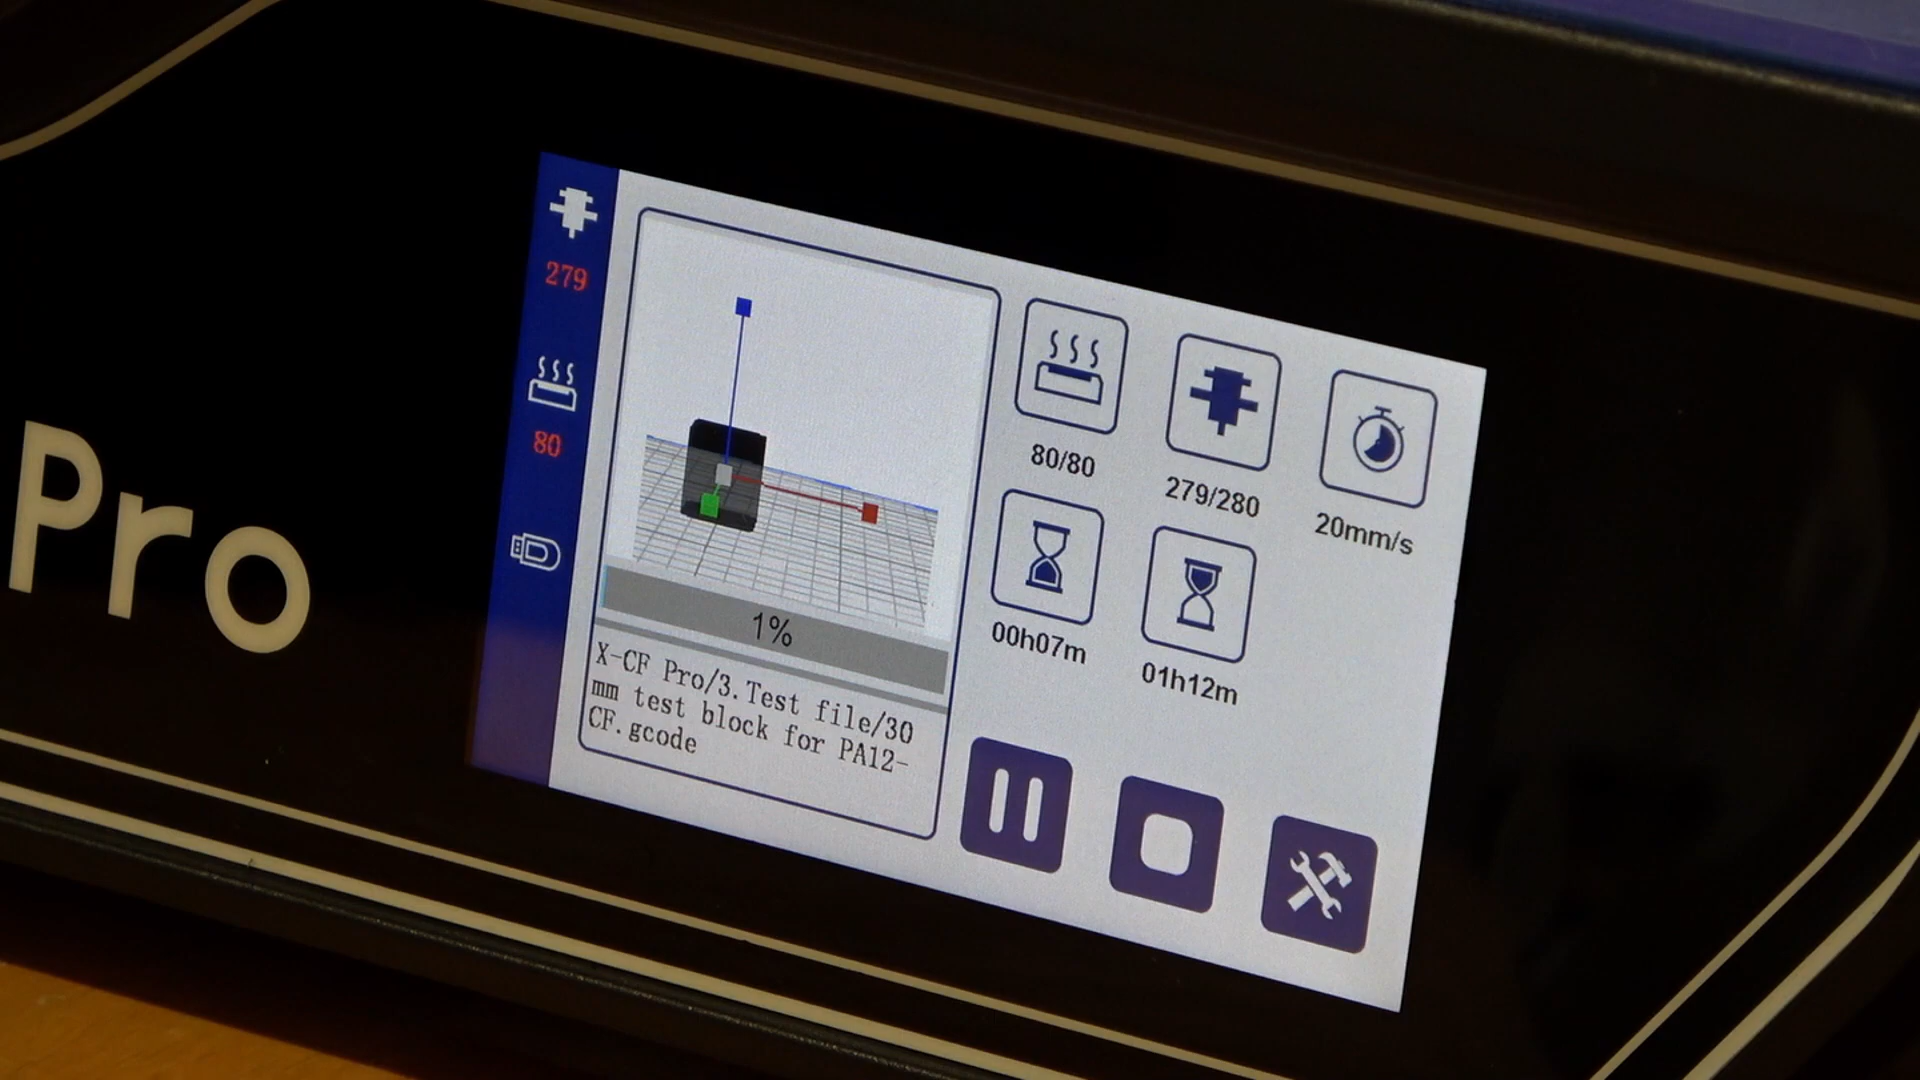 Pro
279
80
1%
X-CF Pro/3.Test file/30
mm test block for PA12-
CF.gcode
80/80
279/280
20mm/s
00h07m
01h12m